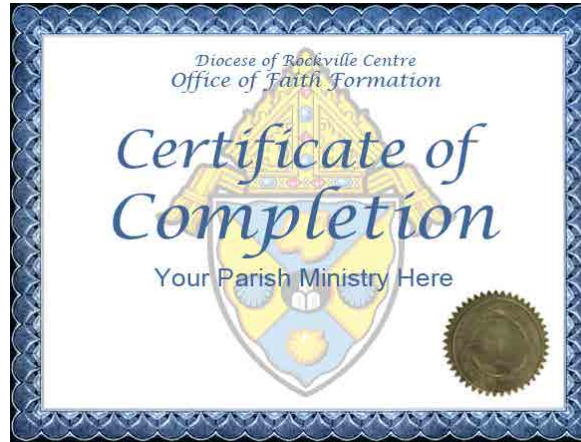 Diocese of Rockville Centre
Office of Faith Formation
Certificate of
Completion
Your Parish Ministry Here